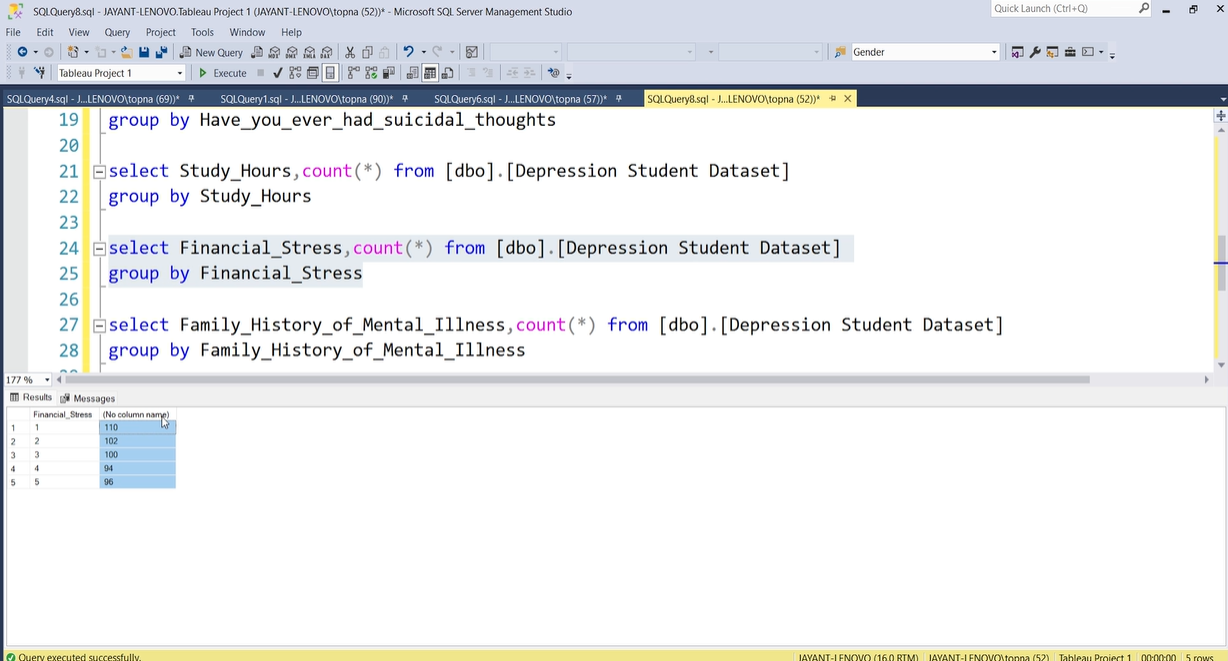 SQLQuery8.sql - JAYANT-LENOVO.Tableau Project 1 (JAYANT-LENOVO\topna (52))* - Microsoft SQL Server Management Studio
Quick Launch (Ctrl+Q)
File Edit View Query Project Tools Window Help
New Query
MDX DMX XMLA DAX
Gender
Tableau Project 1
Execute
SQLQuery4.sql - J...LENOVO\topna (69))*
SQLQuery1.sql - J...LENOVO\topna (90))*
SQLQuery6.sql - J...LENOVO\topna (57))*
SQLQuery8.sql - J...LENOVO\topna (52))*
19 group by Have_you_ever_had_suicidal_thoughts
20
21 select Study_Hours,count(*) from [dbo].[Depression Student Dataset]
22 group by Study_Hours
23
24 select Financial_Stress,count(*) from [dbo].[Depression Student Dataset]
25 group by Financial_Stress
26
27 select Family_History_of_Mental_Illness,count(*) from [dbo].[Depression Student Dataset]
28 group by Family_History_of_Mental_Illness
177 %
Results Messages
Financial_Stress (No column name)
1 1 110
2 2 102
3 3 100
4 4 94
5 5 96
Query executed successfully.
JAYANT-LENOVO (16.0 RTM) JAYANT-LENOVO\topna (52) Tableau Project 1 00:00:00 5 rows